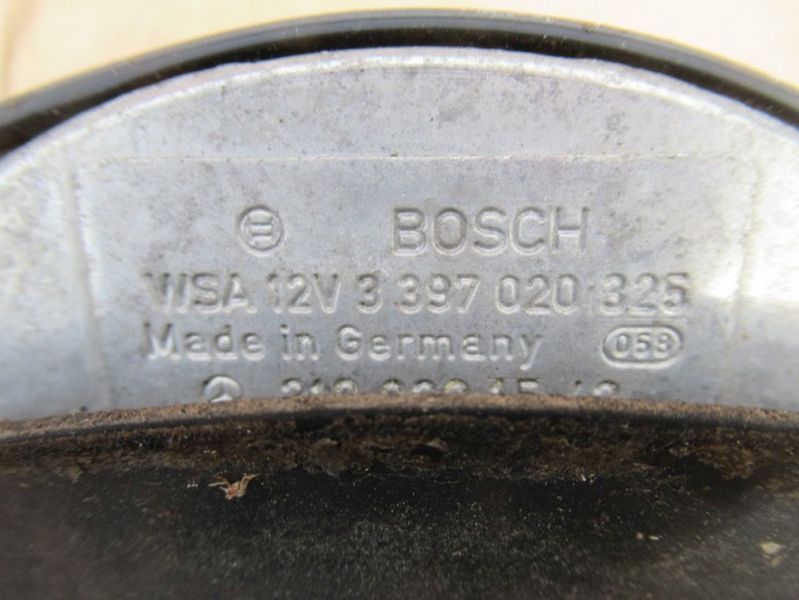 BOSCH
WSA 12V 3 397 020 325
Made in Germany 058